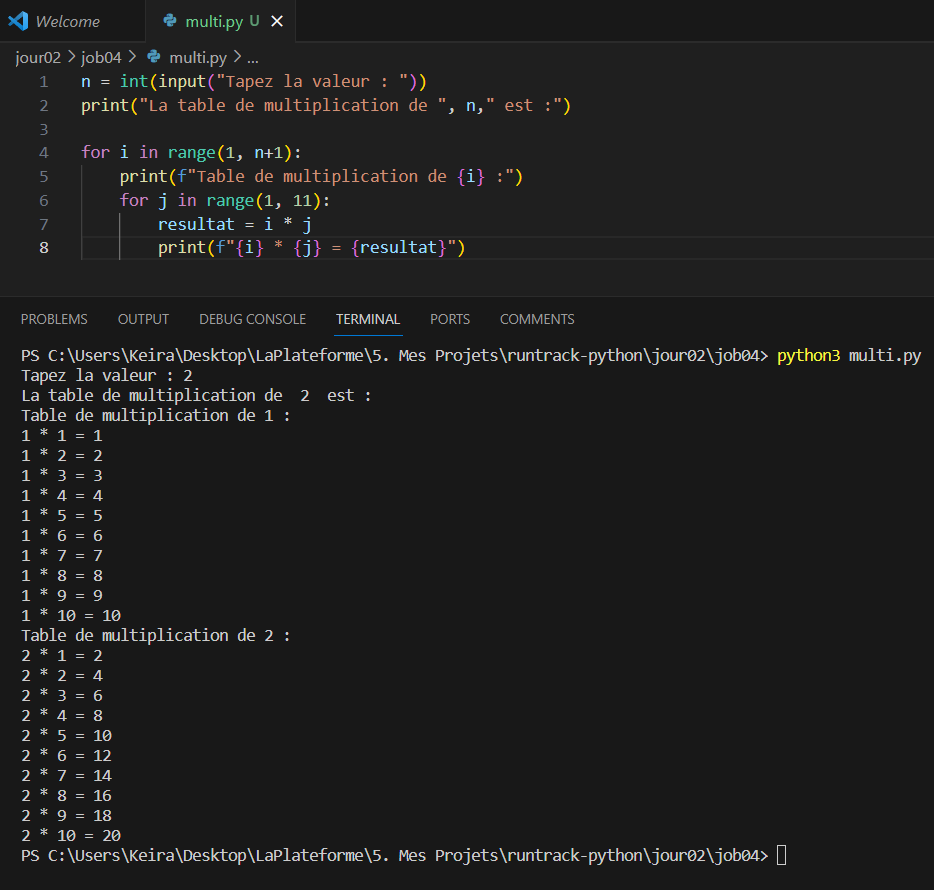 Welcome multi.py U
jour02 > job04 > multi.py > ...
1 n = int(input("Tapez la valeur : "))
2 print("La table de multiplication de ", n," est :")
3
4 for i in range(1, n+1):
5     print(f"Table de multiplication de {i} :")
6     for j in range(1, 11):
7         resultat = i * j
8         print(f"{i} * {j} = {resultat}")
PROBLEMS OUTPUT DEBUG CONSOLE TERMINAL PORTS COMMENTS
PS C:\Users\Keira\Desktop\LaPlateforme\5. Mes Projets\runtrack-python\jour02\job04> python3 multi.py
Tapez la valeur : 2
La table de multiplication de  2  est :
Table de multiplication de 1 :
1 * 1 = 1
1 * 2 = 2
1 * 3 = 3
1 * 4 = 4
1 * 5 = 5
1 * 6 = 6
1 * 7 = 7
1 * 8 = 8
1 * 9 = 9
1 * 10 = 10
Table de multiplication de 2 :
2 * 1 = 2
2 * 2 = 4
2 * 3 = 6
2 * 4 = 8
2 * 5 = 10
2 * 6 = 12
2 * 7 = 14
2 * 8 = 16
2 * 9 = 18
2 * 10 = 20
PS C:\Users\Keira\Desktop\LaPlateforme\5. Mes Projets\runtrack-python\jour02\job04>